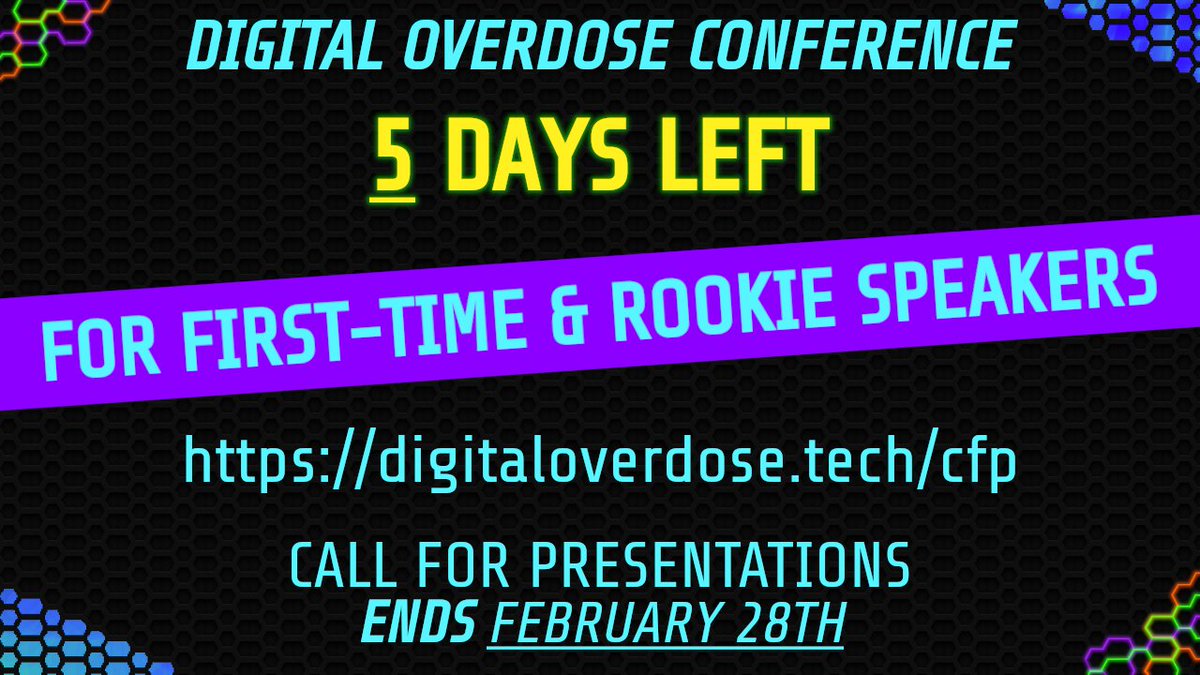 DIGITAL OVERDOSE CONFERENCE
5 DAYS LEFT
FOR FIRST-TIME & ROOKIE SPEAKERS
https://digitaloverdose.tech/cfp
CALL FOR PRESENTATIONS
ENDS FEBRUARY 28TH